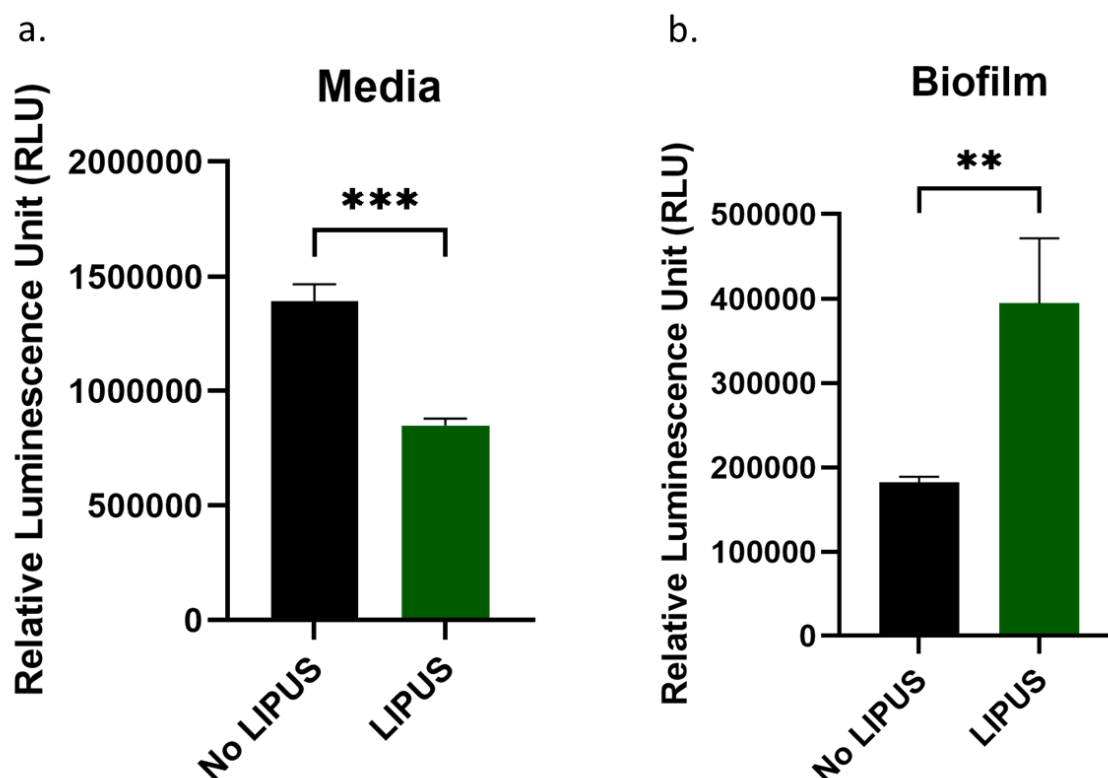 a.
Media
Relative Luminescence Unit (RLU)
2000000
1500000
1000000
500000
0
***
No LIPUS
LIPUS
b.
Biofilm
Relative Luminescence Unit (RLU)
500000
400000
300000
200000
100000
0
**
No LIPUS
LIPUS